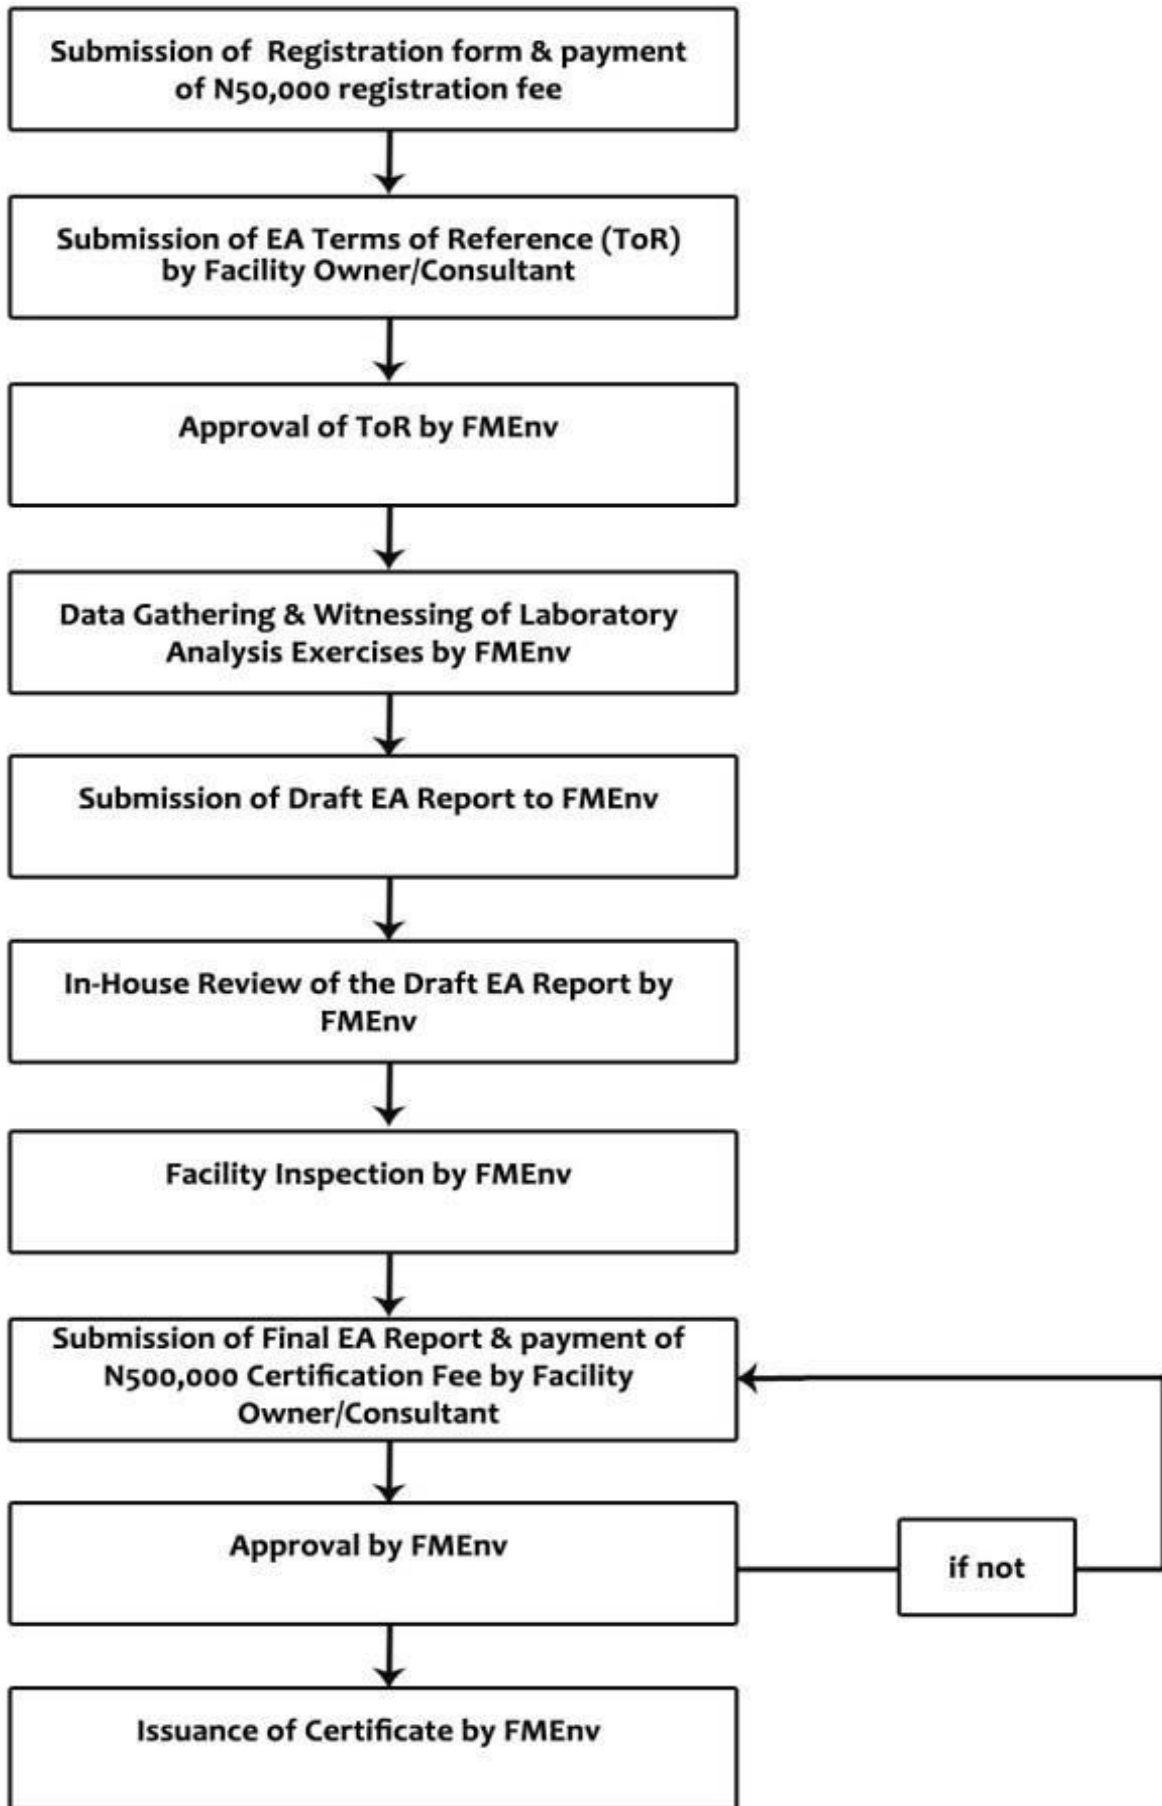 Submission of Registration form & payment
of N50,000 registration fee
Submission of EA Terms of Reference (ToR)
by Facility Owner/Consultant
Approval of ToR by FMEnv
Data Gathering & Witnessing of Laboratory
Analysis Exercises by FMEnv
Submission of Draft EA Report to FMEnv
In-House Review of the Draft EA Report by
FMEnv
Facility Inspection by FMEnv
Submission of Final EA Report & payment of
N500,000 Certification Fee by Facility
Owner/Consultant
Approval by FMEnv
if not
Issuance of Certificate by FMEnv